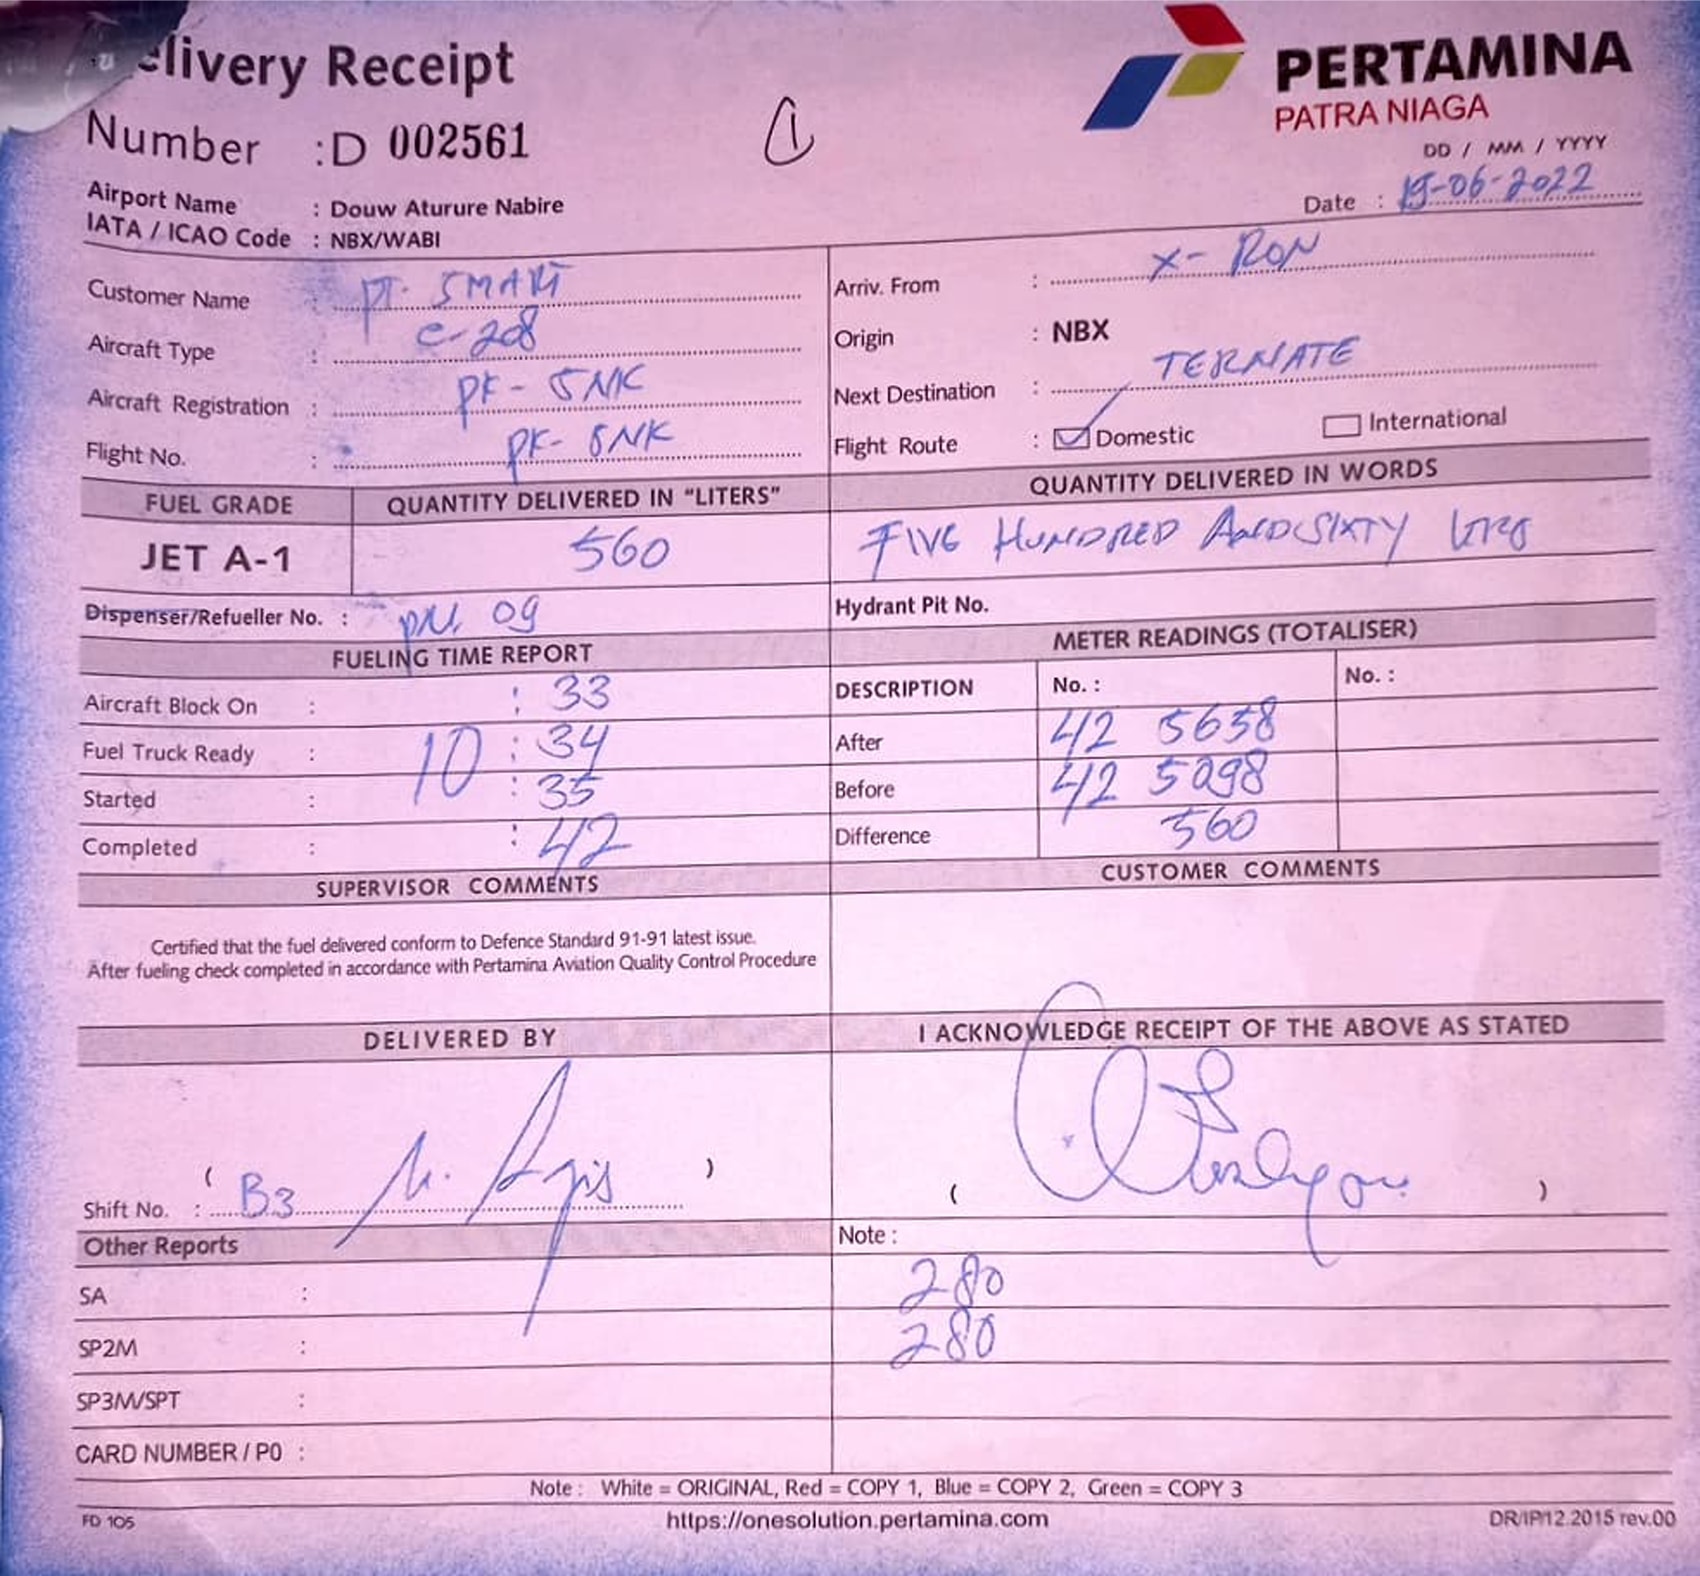 elivery Receipt
PERTAMINA
PATRA NIAGA
Number : D 002561
1
DD / MM / YYYY
Airport Name : Douw Aturure Nabire
Date : 19-06-2022
IATA / ICAO Code : NBX/WABI
Customer Name : PT. SMART
Arriv. From : X-RON
Aircraft Type : C-208
Origin : NBX
Aircraft Registration : PK-SNK
Next Destination : TERNATE
Flight No. : PK-SNK
Flight Route : Domestic International
FUEL GRADE QUANTITY DELIVERED IN "LITERS" QUANTITY DELIVERED IN WORDS
JET A-1 560 FIVE HUNDRED AND SIXTY LTRS
Dispenser/Refueller No. : 09
Hydrant Pit No.
FUELING TIME REPORT METER READINGS (TOTALISER)
Aircraft Block On : : 33
DESCRIPTION No. : No. :
Fuel Truck Ready : 10 : 34
After 42 5658
Started : : 35
Before 42 5098
Completed : : 42
Difference 560
SUPERVISOR COMMENTS CUSTOMER COMMENTS
Certified that the fuel delivered conform to Defence Standard 91-91 latest issue.
After fueling check completed in accordance with Pertamina Aviation Quality Control Procedure
DELIVERED BY I ACKNOWLEDGE RECEIPT OF THE ABOVE AS STATED
( ) ( )
Shift No. : B3
Other Reports Note :
SA : 280
SP2M : 280
SP3M/SPT :
CARD NUMBER / PO :
Note : White = ORIGINAL, Red = COPY 1, Blue = COPY 2, Green = COPY 3
FD 105 https://onesolution.pertamina.com DR/IP/12.2015 rev.00